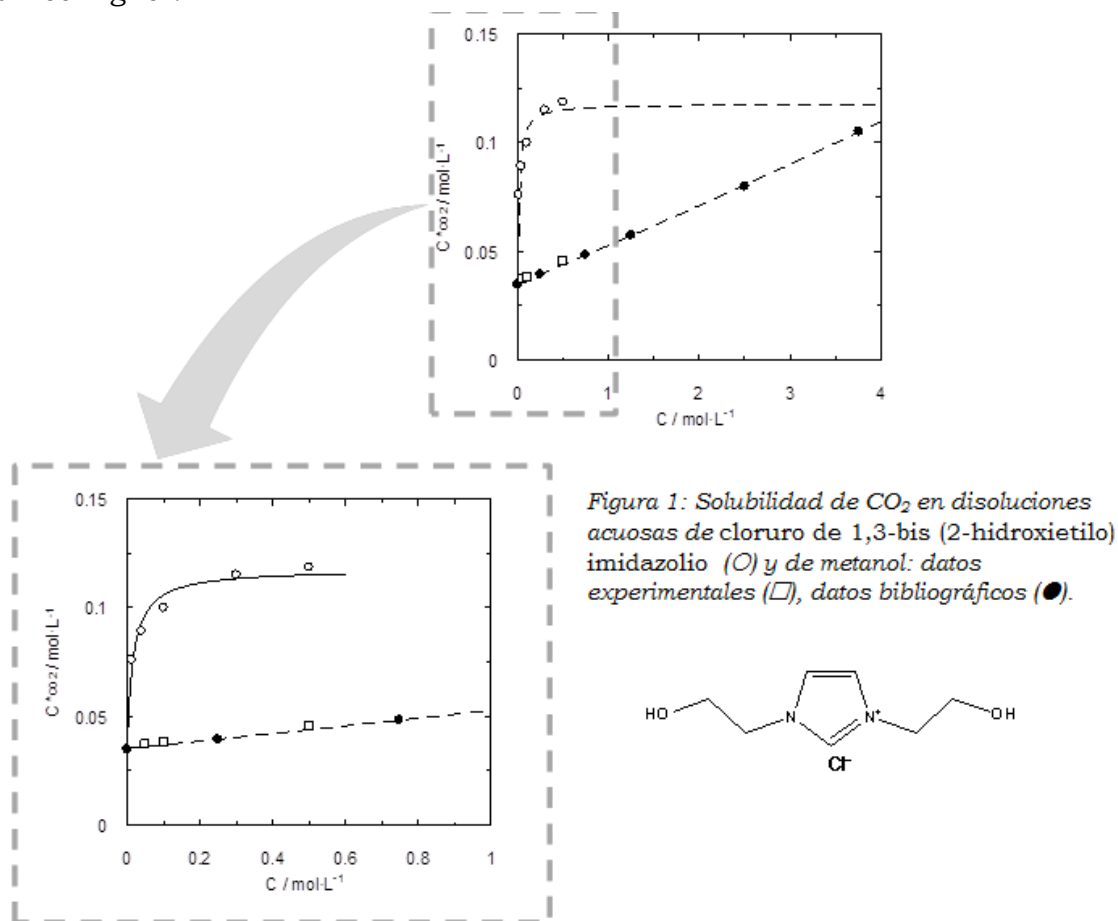 0.15
0.1
0.05
0
C*CO2 / mol·L⁻¹
0 1 2 3 4
C / mol·L⁻¹
0.15
0.1
0.05
0
C*CO2 / mol·L⁻¹
0 0.2 0.4 0.6 0.8 1
C / mol·L⁻¹
Figura 1: Solubilidad de CO₂ en disoluciones
acuosas de cloruro de 1,3-bis (2-hidroxietilo)
imidazolio (O) y de metanol: datos
experimentales (□), datos bibliográficos (●).
HO N N⁺ OH
Cl⁻